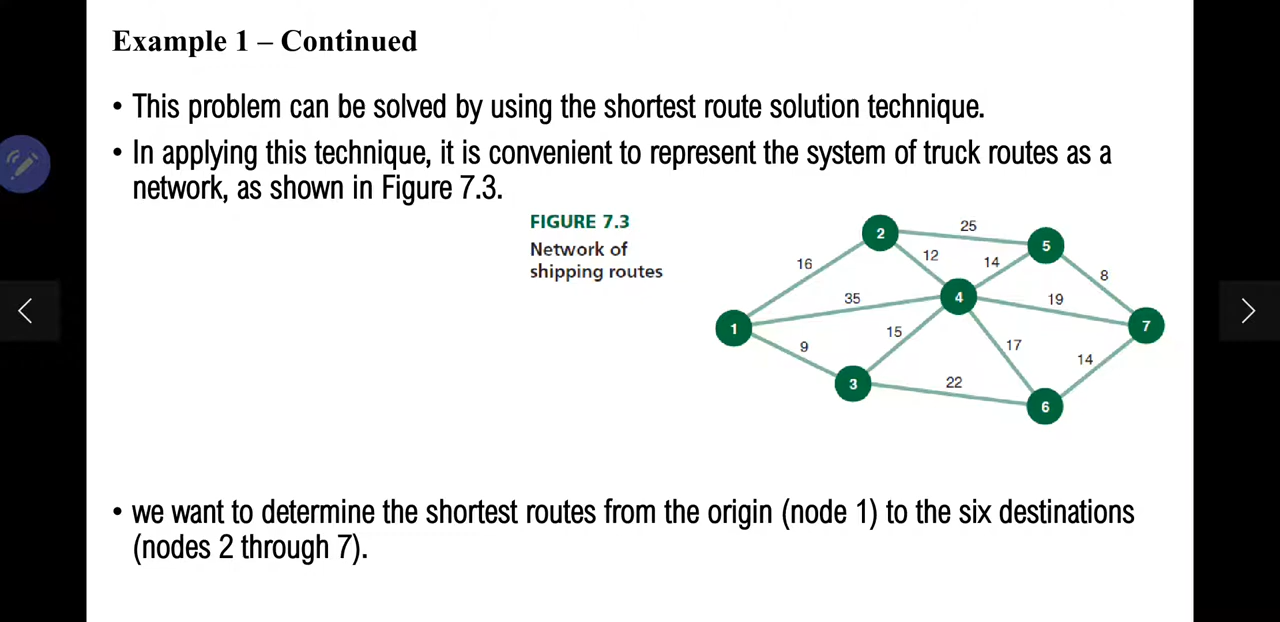 Example 1 – Continued
• This problem can be solved by using the shortest route solution technique.
• In applying this technique, it is convenient to represent the system of truck routes as a
network, as shown in Figure 7.3.
FIGURE 7.3
Network of
shipping routes
2
25
5
16
12
14
8
35
4
19
1
15
7
9
17
14
3
22
6
• we want to determine the shortest routes from the origin (node 1) to the six destinations
(nodes 2 through 7).